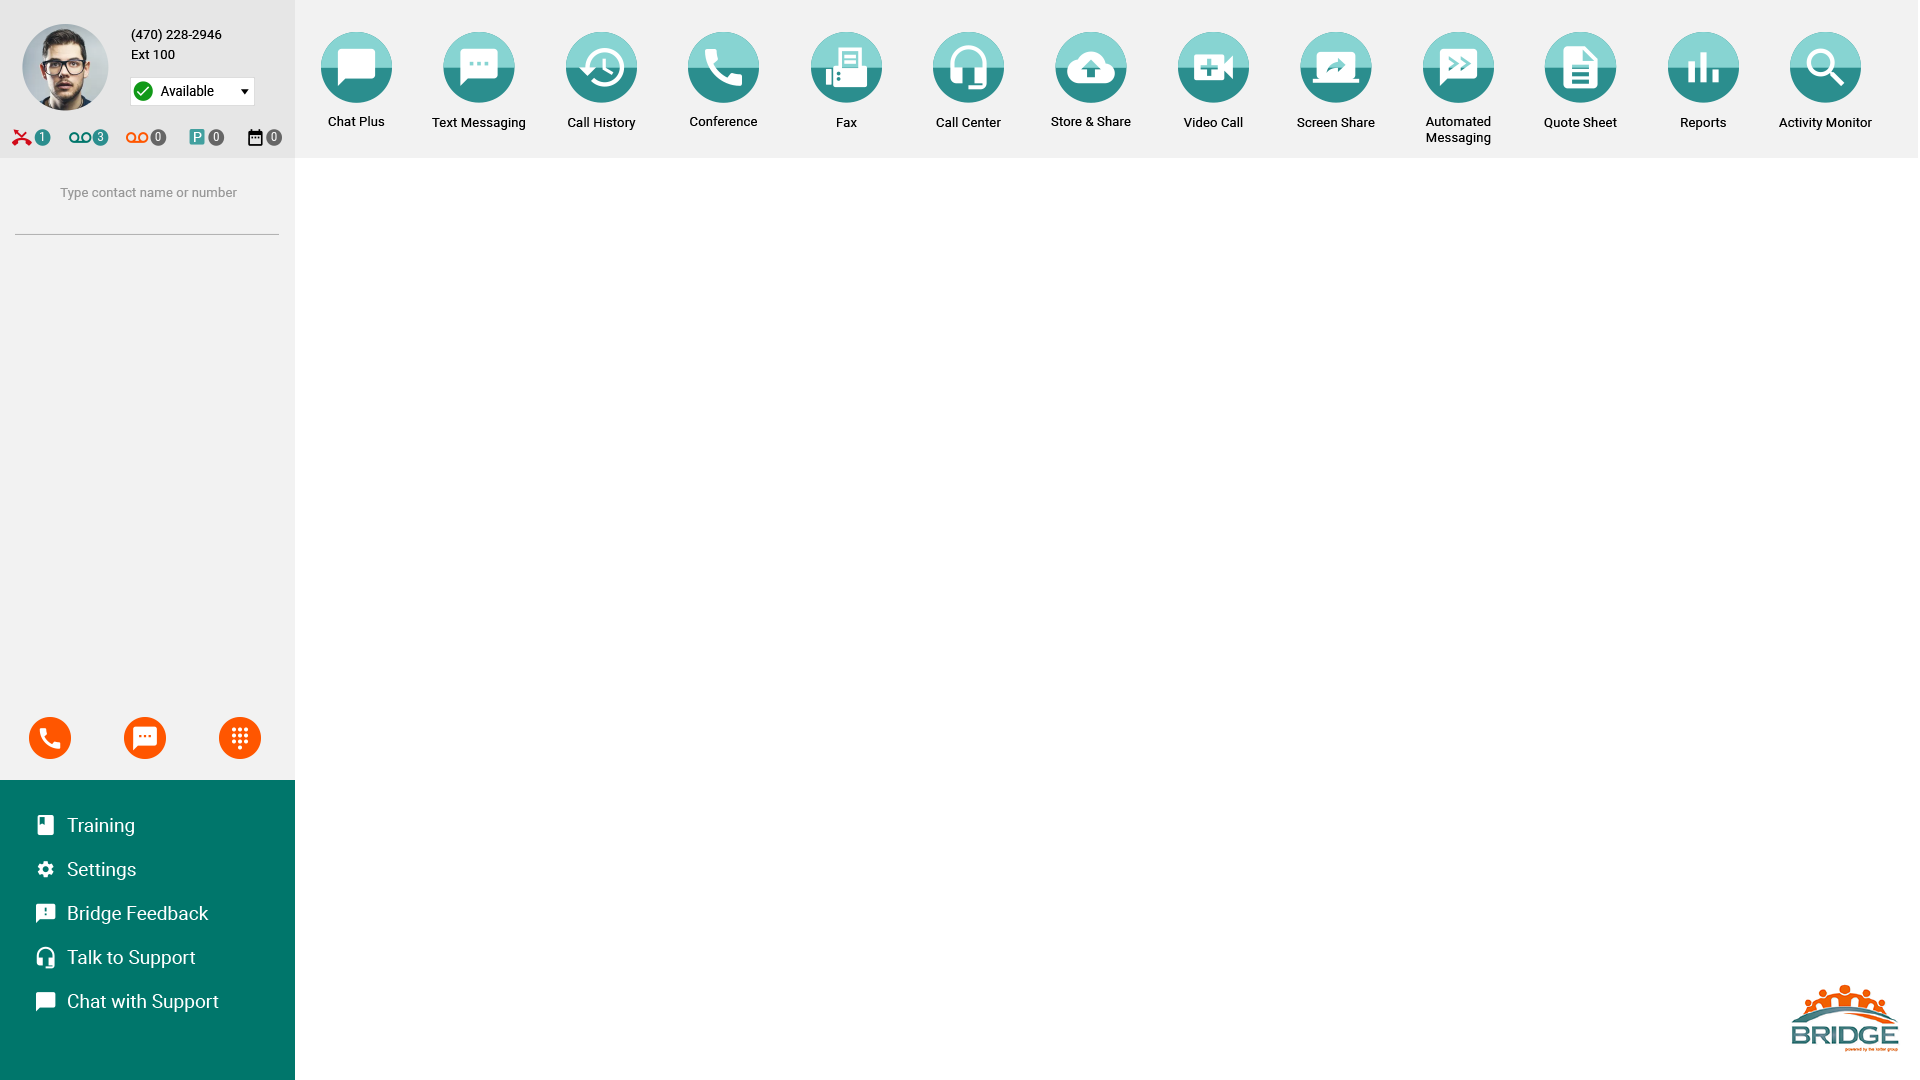 (470) 228-2946
Ext 100
Available
1 3 0 P 0 0
Chat Plus
Text Messaging
Call History
Conference
Fax
Call Center
Store & Share
Video Call
Screen Share
Automated
Messaging
Quote Sheet
Reports
Activity Monitor
Type contact name or number
Training
Settings
Bridge Feedback
Talk to Support
Chat with Support
BRIDGE